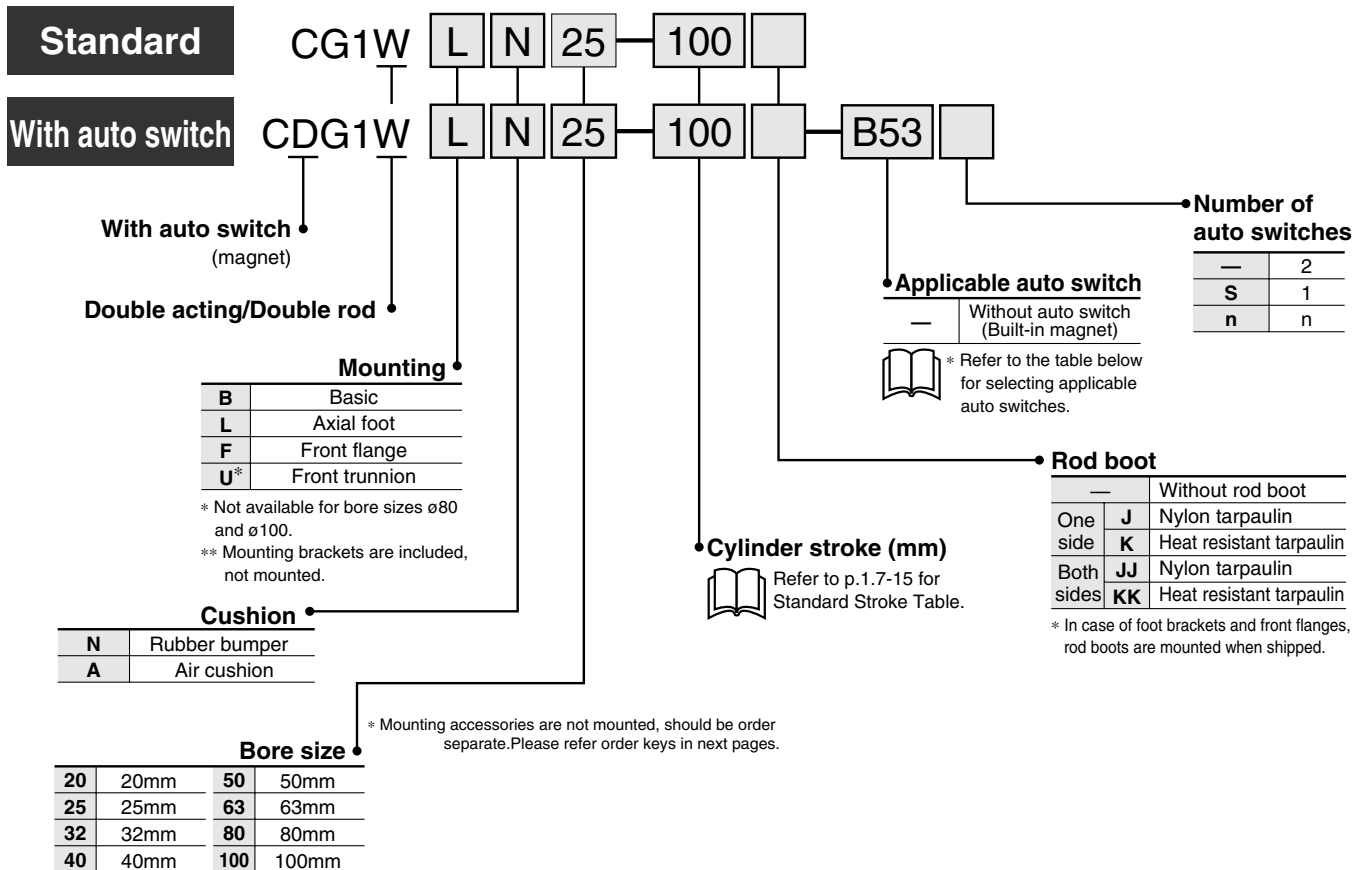 Standard CG1W L N 25 100
With auto switch CDG1W L N 25 100 B53
With auto switch
(magnet)
Double acting/Double rod
Mounting
B Basic
L Axial foot
F Front flange
U* Front trunnion
* Not available for bore sizes ø80
and ø100.
** Mounting brackets are included,
not mounted.
Cushion
N Rubber bumper
A Air cushion
Bore size
20 20mm 50 50mm
25 25mm 63 63mm
32 32mm 80 80mm
40 40mm 100 100mm
* Mounting accessories are not mounted, should be order
separate.Please refer order keys in next pages.
Cylinder stroke (mm)
Refer to p.1.7-15 for
Standard Stroke Table.
Applicable auto switch
— Without auto switch
(Built-in magnet)
* Refer to the table below
for selecting applicable
auto switches.
Number of
auto switches
— 2
S 1
n n
Rod boot
— Without rod boot
One side J Nylon tarpaulin
K Heat resistant tarpaulin
Both sides JJ Nylon tarpaulin
KK Heat resistant tarpaulin
* In case of foot brackets and front flanges,
rod boots are mounted when shipped.